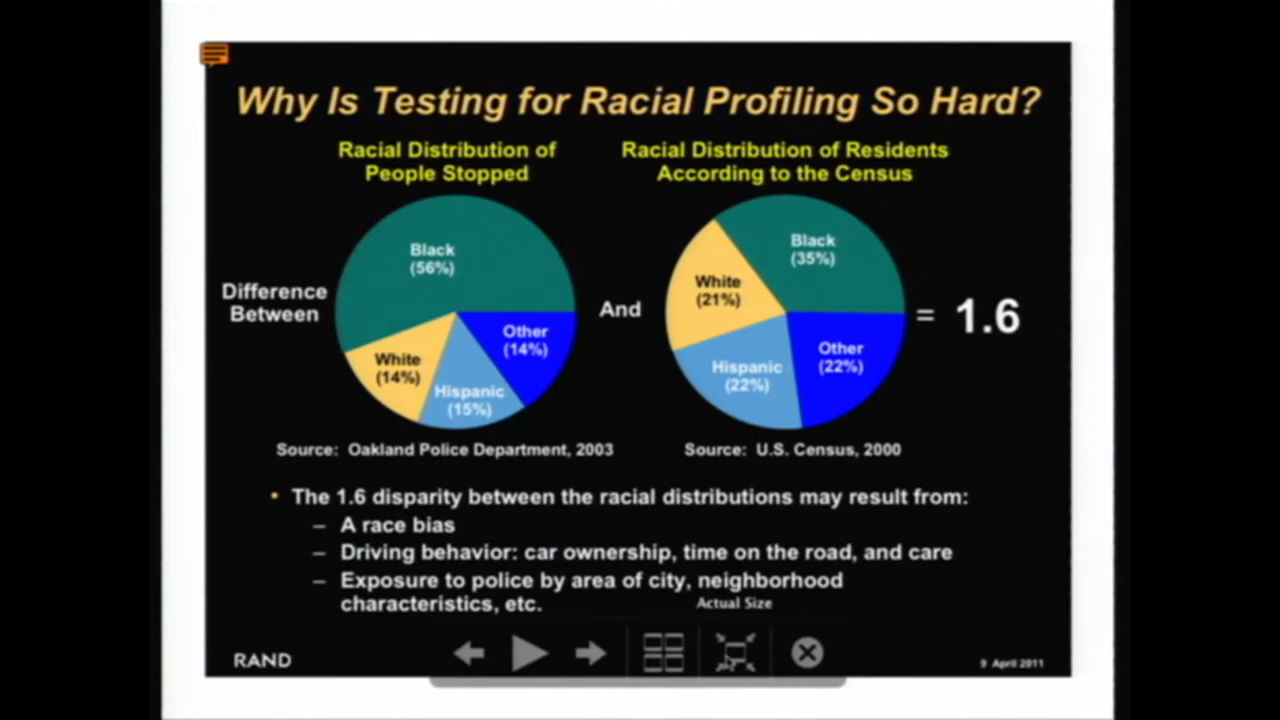 Why Is Testing for Racial Profiling So Hard?
Racial Distribution of
People Stopped
Racial Distribution of Residents
According to the Census
Difference
Between
Black
(56%)
White
(14%)
Hispanic
(15%)
Other
(14%)
And
Black
(35%)
White
(21%)
Hispanic
(22%)
Other
(22%)
= 1.6
Source: Oakland Police Department, 2003
Source: U.S. Census, 2000
• The 1.6 disparity between the racial distributions may result from:
– A race bias
– Driving behavior: car ownership, time on the road, and care
– Exposure to police by area of city, neighborhood
characteristics, etc.
Actual Size
RAND
9 April 2011